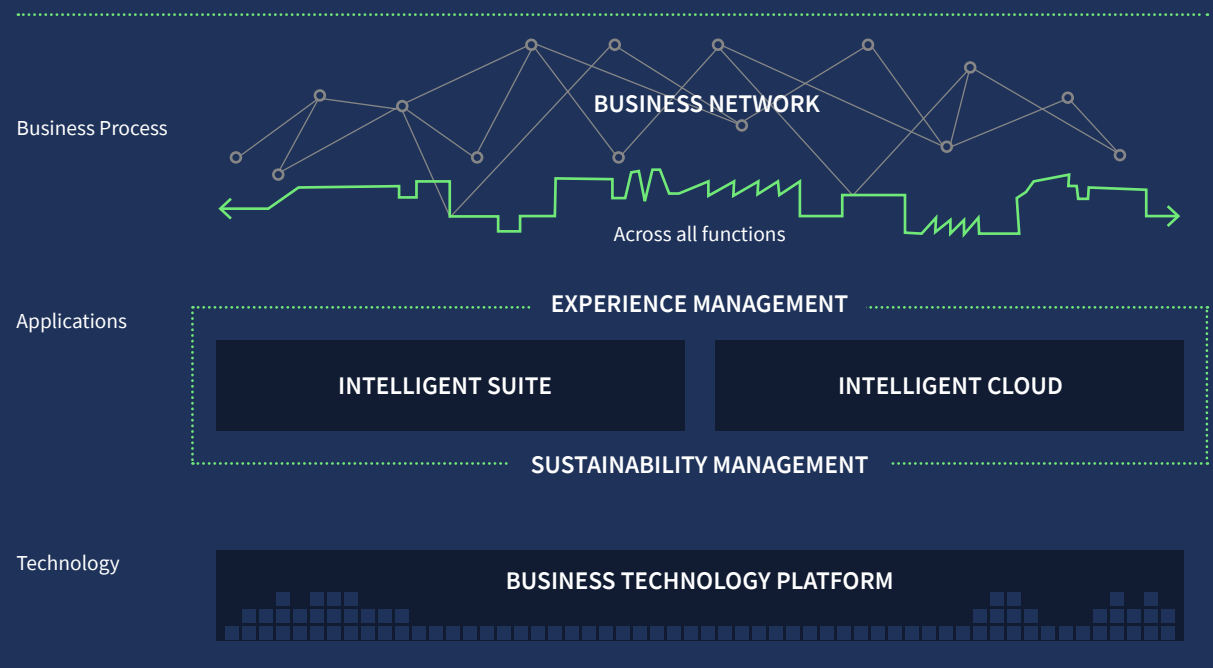 Business Process
BUSINESS NETWORK
Across all functions
Applications
EXPERIENCE MANAGEMENT
INTELLIGENT SUITE
INTELLIGENT CLOUD
SUSTAINABILITY MANAGEMENT
Technology
BUSINESS TECHNOLOGY PLATFORM